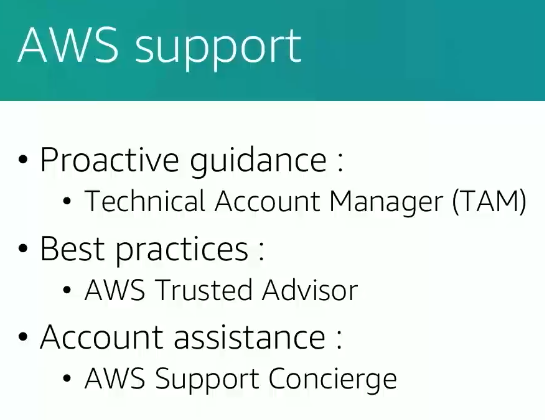 AWS support
• Proactive guidance :
• Technical Account Manager (TAM)
• Best practices :
• AWS Trusted Advisor
• Account assistance :
• AWS Support Concierge